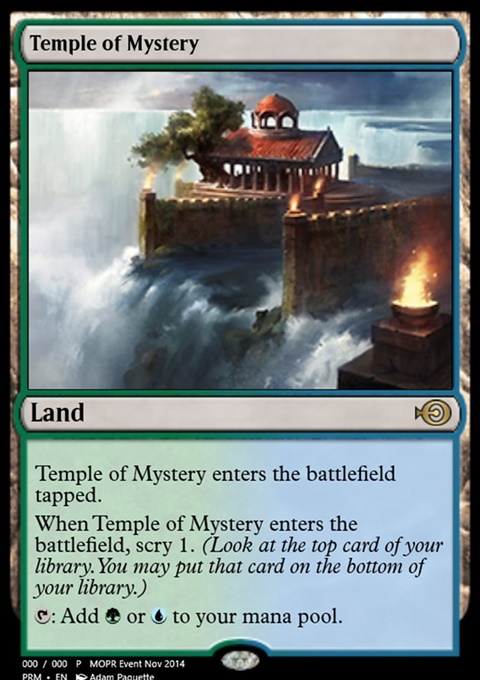 Temple of Mystery
Land
Temple of Mystery enters the battlefield
tapped.
When Temple of Mystery enters the
battlefield, scry 1. (Look at the top card of your
library.You may put that card on the bottom of
your library.)
: Add or to your mana pool.
000 / 000 P MOPR Event Nov 2014
PRM • EN Adam Paquette